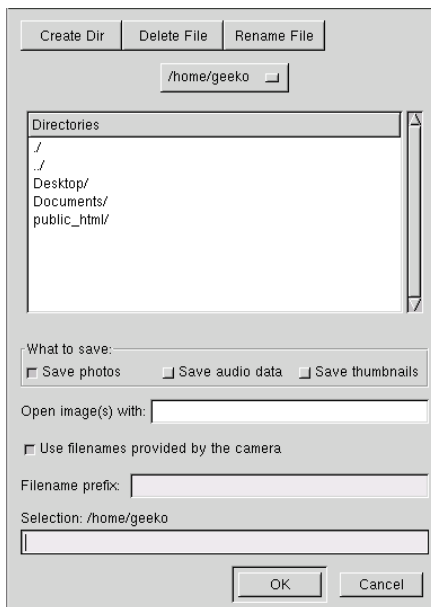 Create Dir Delete File Rename File
/home/geeko
Directories
./
../
Desktop/
Documents/
public_html/
What to save:
Save photos Save audio data Save thumbnails
Open image(s) with:
Use filenames provided by the camera
Filename prefix:
Selection: /home/geeko
OK Cancel